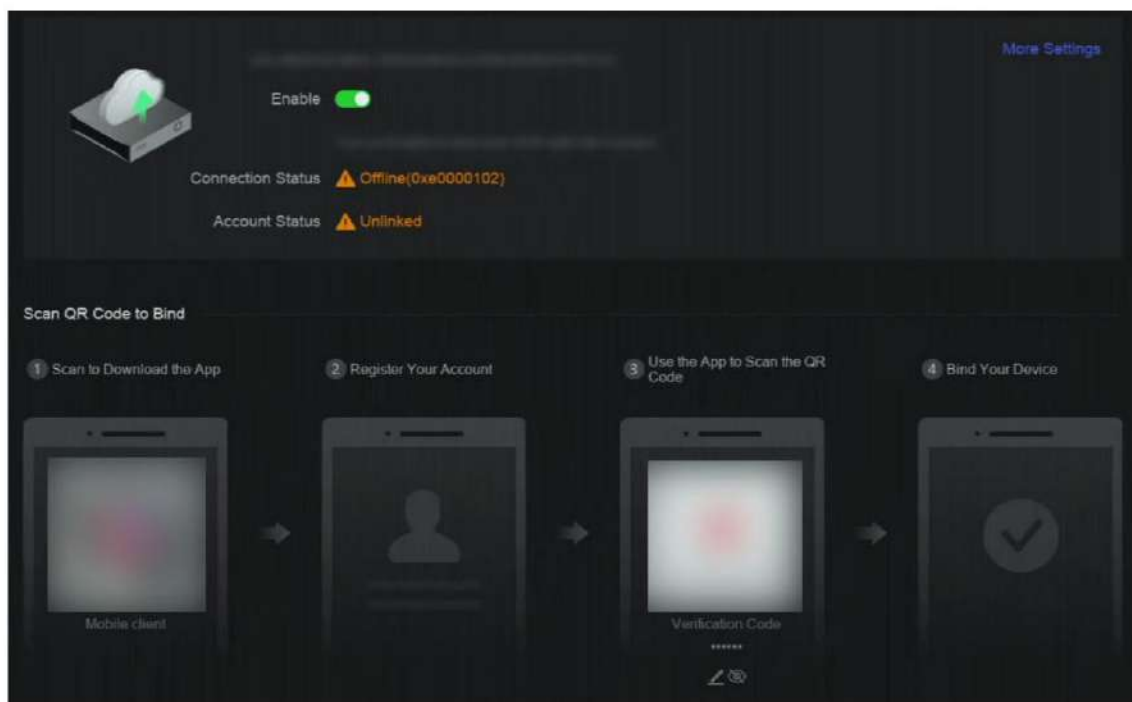 More Settings
Enable
Connection Status Offline(0xe0000102)
Account Status Unlinked
Scan QR Code to Bind
1 Scan to Download the App
2 Register Your Account
3 Use the App to Scan the QR
Code
4 Bind Your Device
Mobile client
Verification Code
******